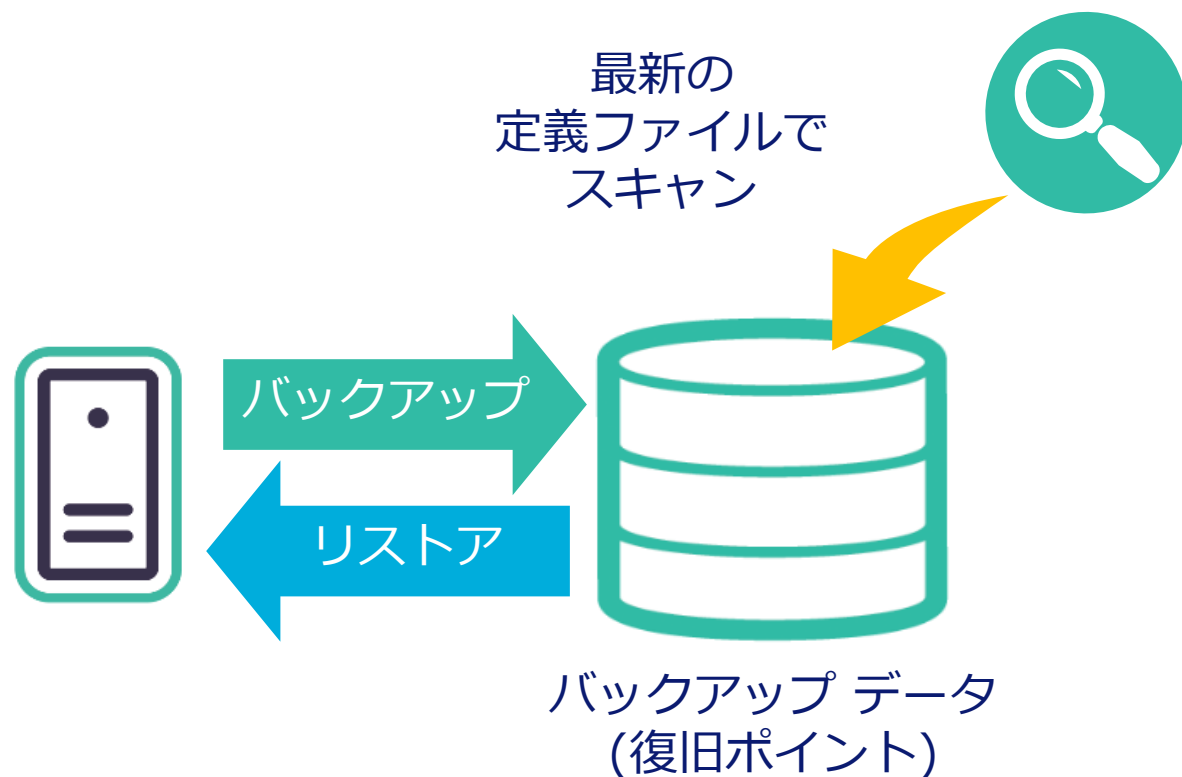 最新の
定義ファイルで
スキャン
バックアップ
リストア
バックアップ データ
(復旧ポイント)